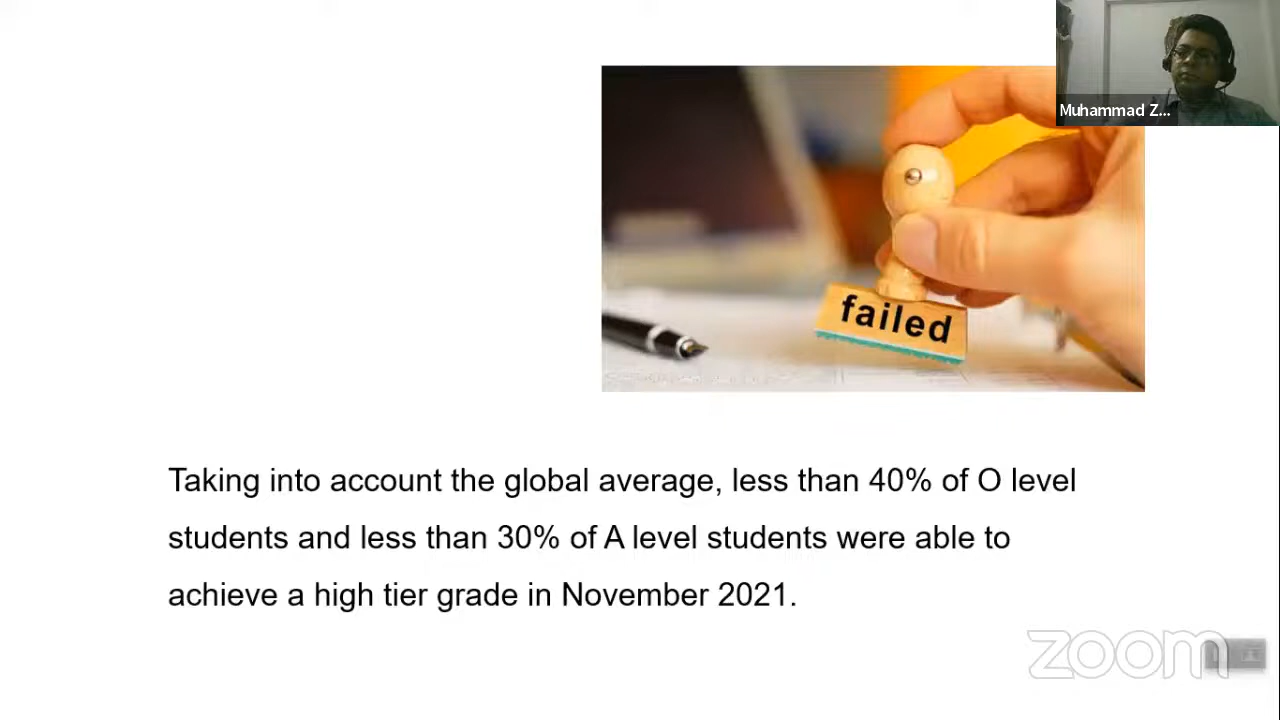 Muhammad Z...
failed
Taking into account the global average, less than 40% of O level
students and less than 30% of A level students were able to
achieve a high tier grade in November 2021.
zoom